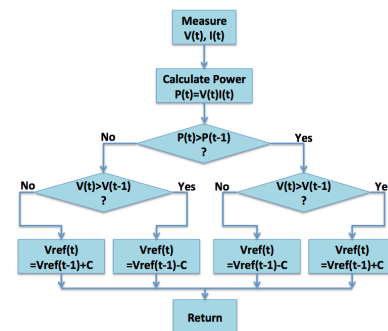 Measure
V(t), I(t)
Calculate Power
P(t)=V(t)I(t)
No
P(t)>P(t-1)
?
Yes
No
V(t)>V(t-1)
?
Yes
No
V(t)>V(t-1)
?
Ye
Vref(t)
=Vref(t-1)+C
Vref(t)
=Vref(t-1)-C
Vref(t)
=Vref(t-1)-C
Vref(t)
=Vref(t-1)+C
Return